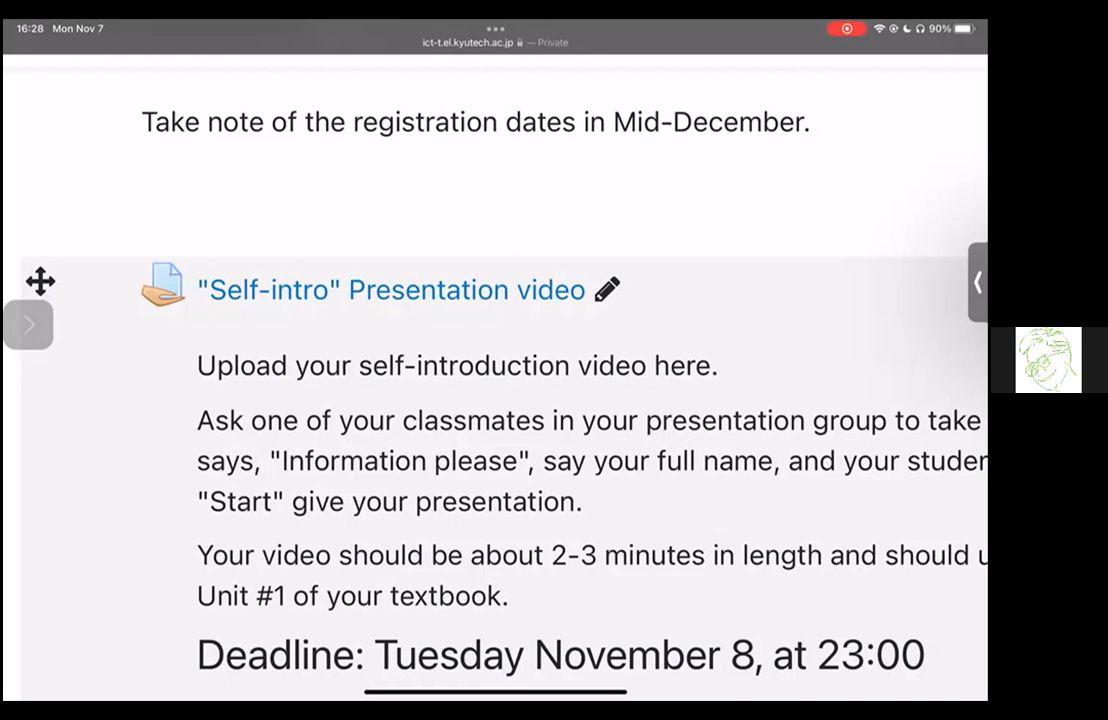 16:28 Mon Nov 7
90%
ict-t.el.kyutech.ac.jp — Private
Take note of the registration dates in Mid-December.
"Self-intro" Presentation video
Upload your self-introduction video here.
Ask one of your classmates in your presentation group to take
says, "Information please", say your full name, and your studen
"Start" give your presentation.
Your video should be about 2-3 minutes in length and should u
Unit #1 of your textbook.
Deadline: Tuesday November 8, at 23:00